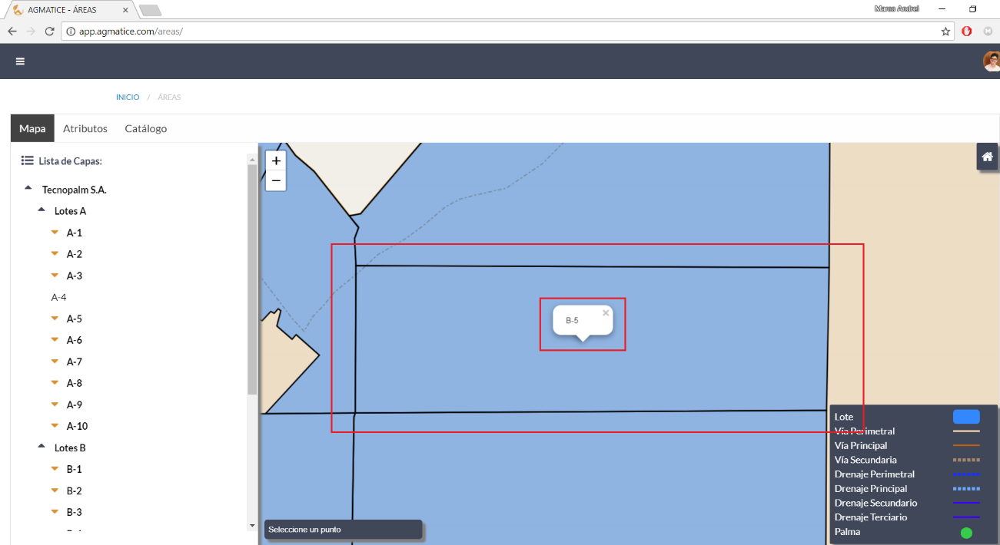 AGMATICE - ÁREAS
Marco Andrei
app.agmatice.com/areas/
INICIO / ÁREAS
Mapa Atributos Catálogo
Lista de Capas:
Tecnopalm S.A.
Lotes A
A-1
A-2
A-3
A-4
A-5
A-6
A-7
A-8
A-9
A-10
Lotes B
B-1
B-2
B-3
+
−
B-5
×
Seleccione un punto
Lote
Vía Perimetral
Vía Principal
Vía Secundaria
Drenaje Perimetral
Drenaje Principal
Drenaje Secundario
Drenaje Terciario
Palma